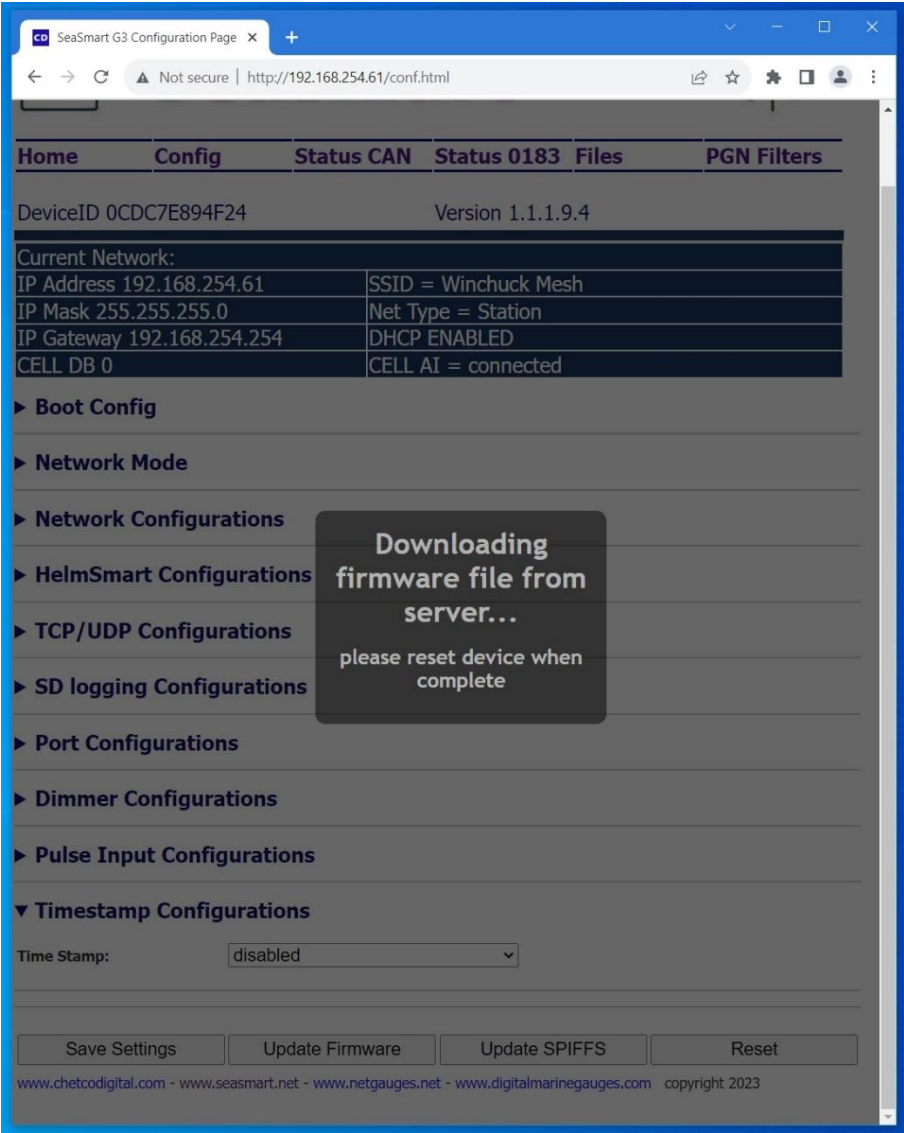 CD SeaSmart G3 Configuration Page
Not secure | http://192.168.254.61/conf.html
Home Config Status CAN Status 0183 Files PGN Filters
DeviceID 0CDC7E894F24 Version 1.1.1.9.4
Current Network:
IP Address 192.168.254.61 SSID = Winchuck Mesh
IP Mask 255.255.255.0 Net Type = Station
IP Gateway 192.168.254.254 DHCP ENABLED
CELL DB 0 CELL AI = connected
Boot Config
Network Mode
Network Configurations
HelmSmart Configurations
TCP/UDP Configurations
SD logging Configurations
Port Configurations
Dimmer Configurations
Pulse Input Configurations
Timestamp Configurations
Time Stamp: disabled
Downloading
firmware file from
server...
please reset device when
complete
Save Settings Update Firmware Update SPIFFS Reset
www.chetcodigital.com - www.seasmart.net - www.netgauges.net - www.digitalmarinegauges.com copyright 2023